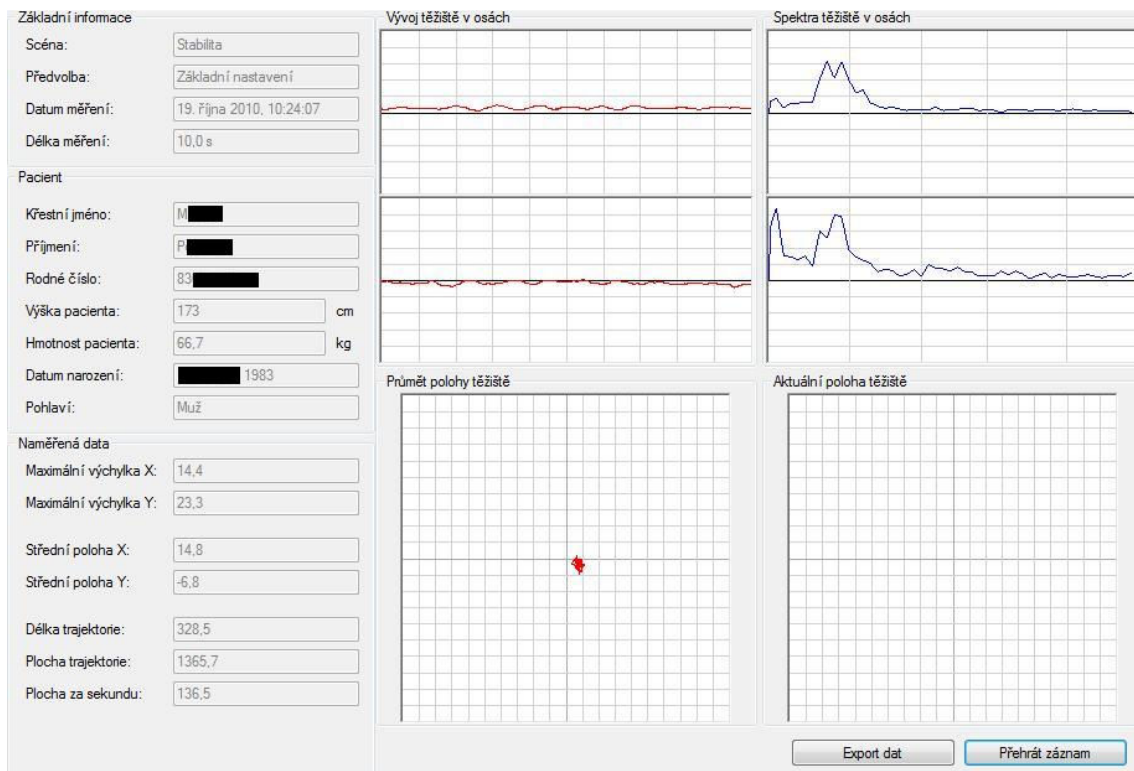 Základní informace
Scéna: Stabilita
Předvolba: Základní nastavení
Datum měření: 19. října 2010, 10:24:07
Délka měření: 10,0 s
Pacient
Křestní jméno: M
Příjmení: P
Rodné číslo: 83
Výška pacienta: 173 cm
Hmotnost pacienta: 66,7 kg
Datum narození: 1983
Pohlaví: Muž
Naměřená data
Maximální výchylka X: 14,4
Maximální výchylka Y: 23,3
Střední poloha X: 14,8
Střední poloha Y: -6,8
Délka trajektorie: 328,5
Plocha trajektorie: 1365,7
Plocha za sekundu: 136,5
Vývoj těžiště v osách
Spektra těžiště v osách
Průmět polohy těžiště
Aktuální poloha těžiště
Export dat
Přehrát záznam